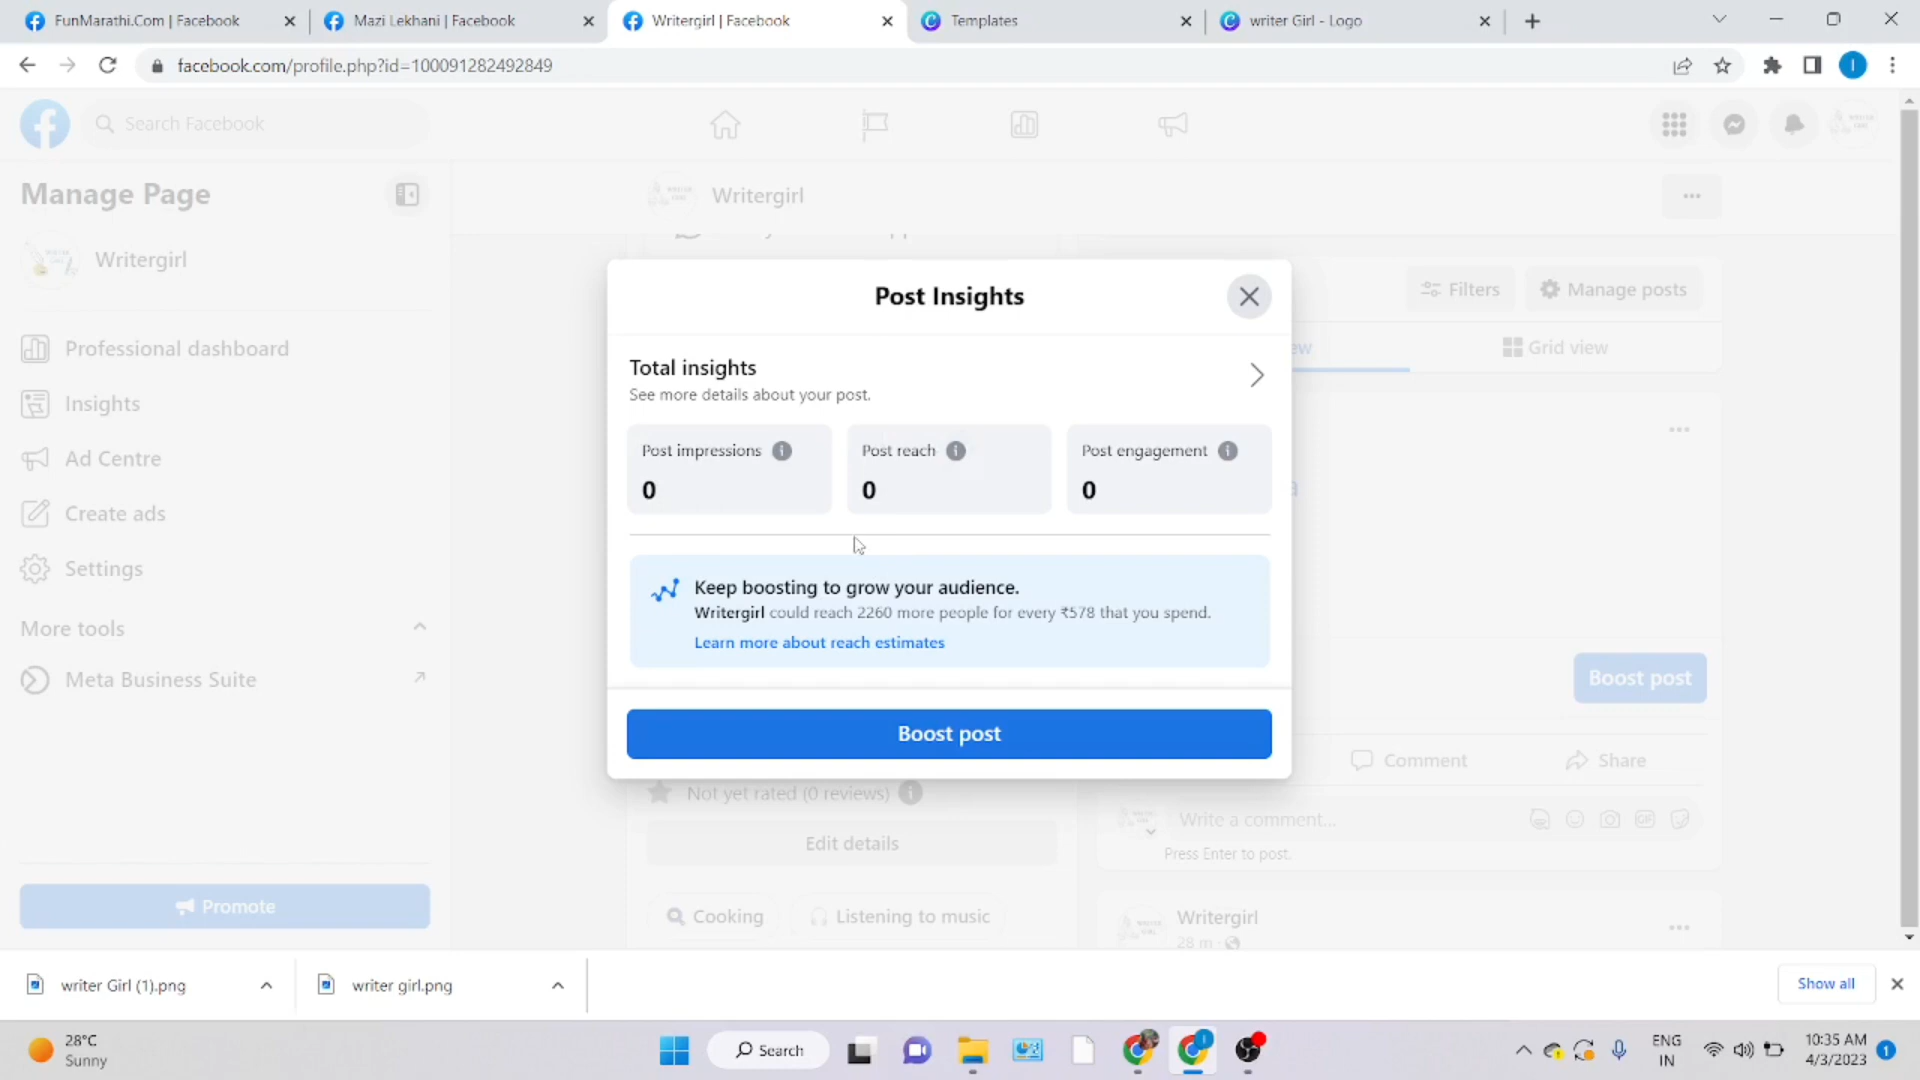 FunMarathi.Com | Facebook
Mazi Lekhani | Facebook
Writergirl | Facebook
Templates
writer Girl - Logo
facebook.com/profile.php?id=100091282492849
I
Search Facebook
Manage Page
Writergirl
Writergirl
Filters
Manage posts
Grid view
Professional dashboard
Insights
Ad Centre
Create ads
Settings
More tools
Meta Business Suite
Promote
Post Insights
Total insights
See more details about your post.
Post impressions
0
Post reach
0
Post engagement
0
Keep boosting to grow your audience.
Writergirl could reach 2260 more people for every ₹578 that you spend.
Learn more about reach estimates
Boost post
Boost post
Comment
Share
Write a comment...
GIF
Press Enter to post.
Not yet rated (0 reviews)
Edit details
Cooking
Listening to music
Writergirl
28 m
writer Girl (1).png
writer girl.png
Show all
28°C
Sunny
Search
ENG
IN
10:35 AM
4/3/2023
1